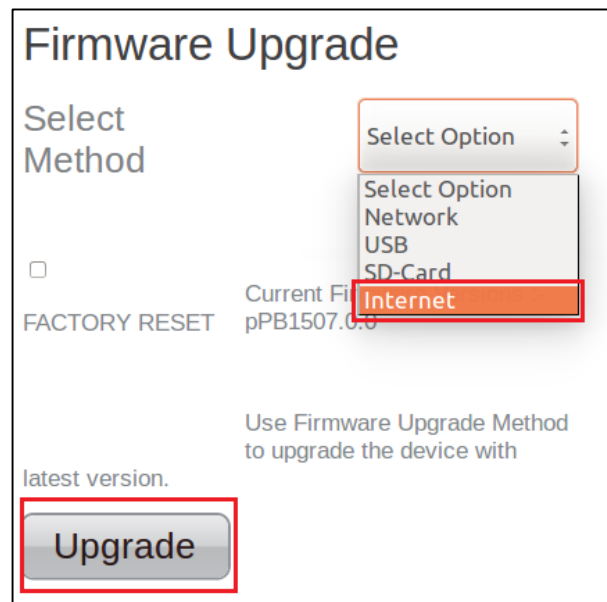 Firmware Upgrade
Select
Method
Select Option
Select Option
Network
USB
SD-Card
Internet
FACTORY RESET
Current
pPB1507.0.0
Use Firmware Upgrade Method
to upgrade the device with
latest version.
Upgrade